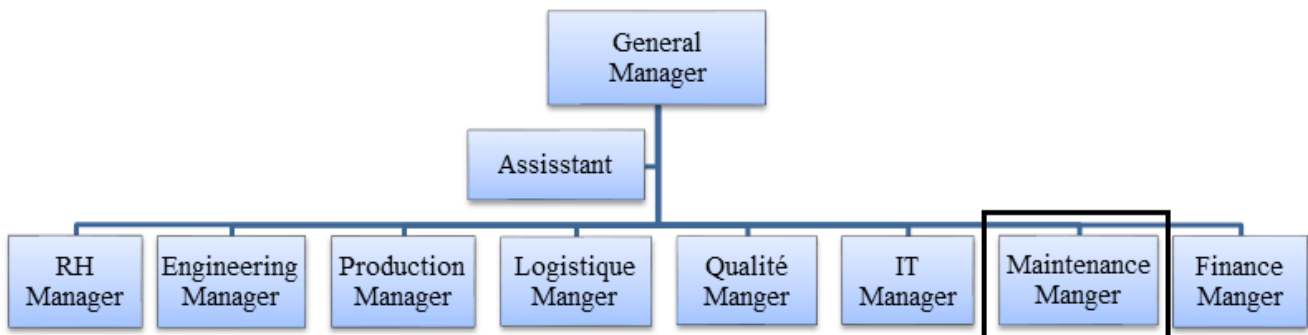 General
Manager
Assisstant
RH
Manager
Engineering
Manager
Production
Manager
Logistique
Manger
Qualité
Manger
IT
Manager
Maintenance
Manger
Finance
Manger